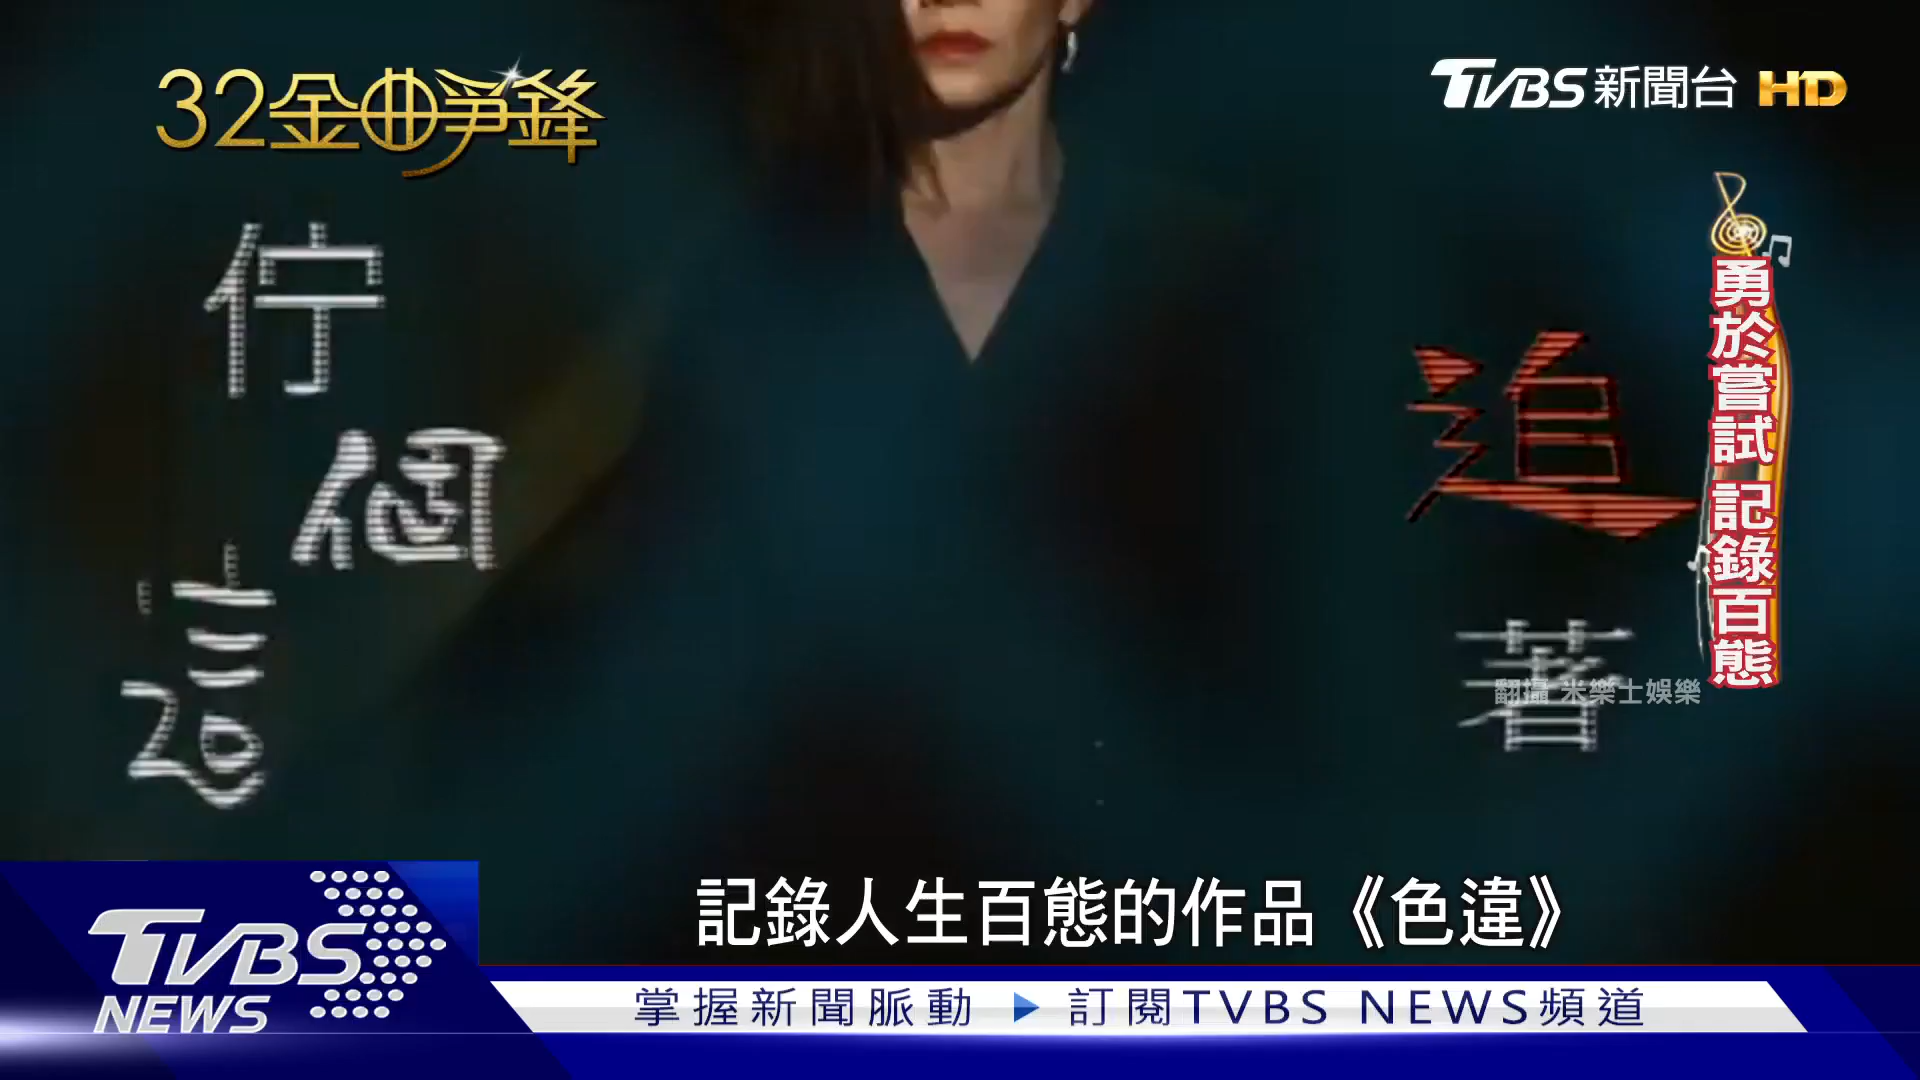 32金曲爭鋒
TVBS新聞台 HD
佇
個
這
20
追
著
勇於嘗試 記錄百態
翻攝 米樂士娛樂
記錄人生百態的作品《色違》
TVBS
NEWS
掌握新聞脈動 ▶ 訂閱TVBS NEWS頻道